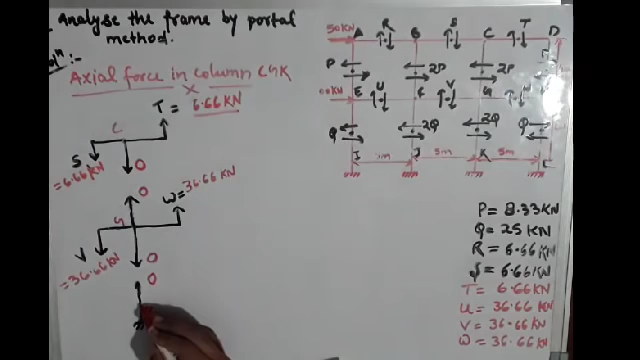 Analyse the frame by portal
method.
Solⁿ :-
Axial force in column CGK
T = 6.66 KN
C
S
= 6.66 KN
0
0
W = 36.66 KN
G
V
= 36.66 KN
0
0
50KN A R B S C T D
P P 2P 2P
E U F V G W
Q 2Q 2Q Q
I J K L
5m 5m
P = 8.33 KN
Q = 25 KN
R = 6.66 KN
S = 6.66 KN
T = 6.66 KN
U = 36.66 KN
V = 36.66 KN
W = 36.66 KN